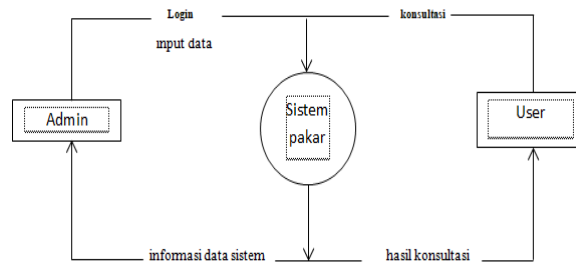 Login
konsultasi
input data
Admin
Sistem
pakar
User
informasi data sistem
hasil konsultasi